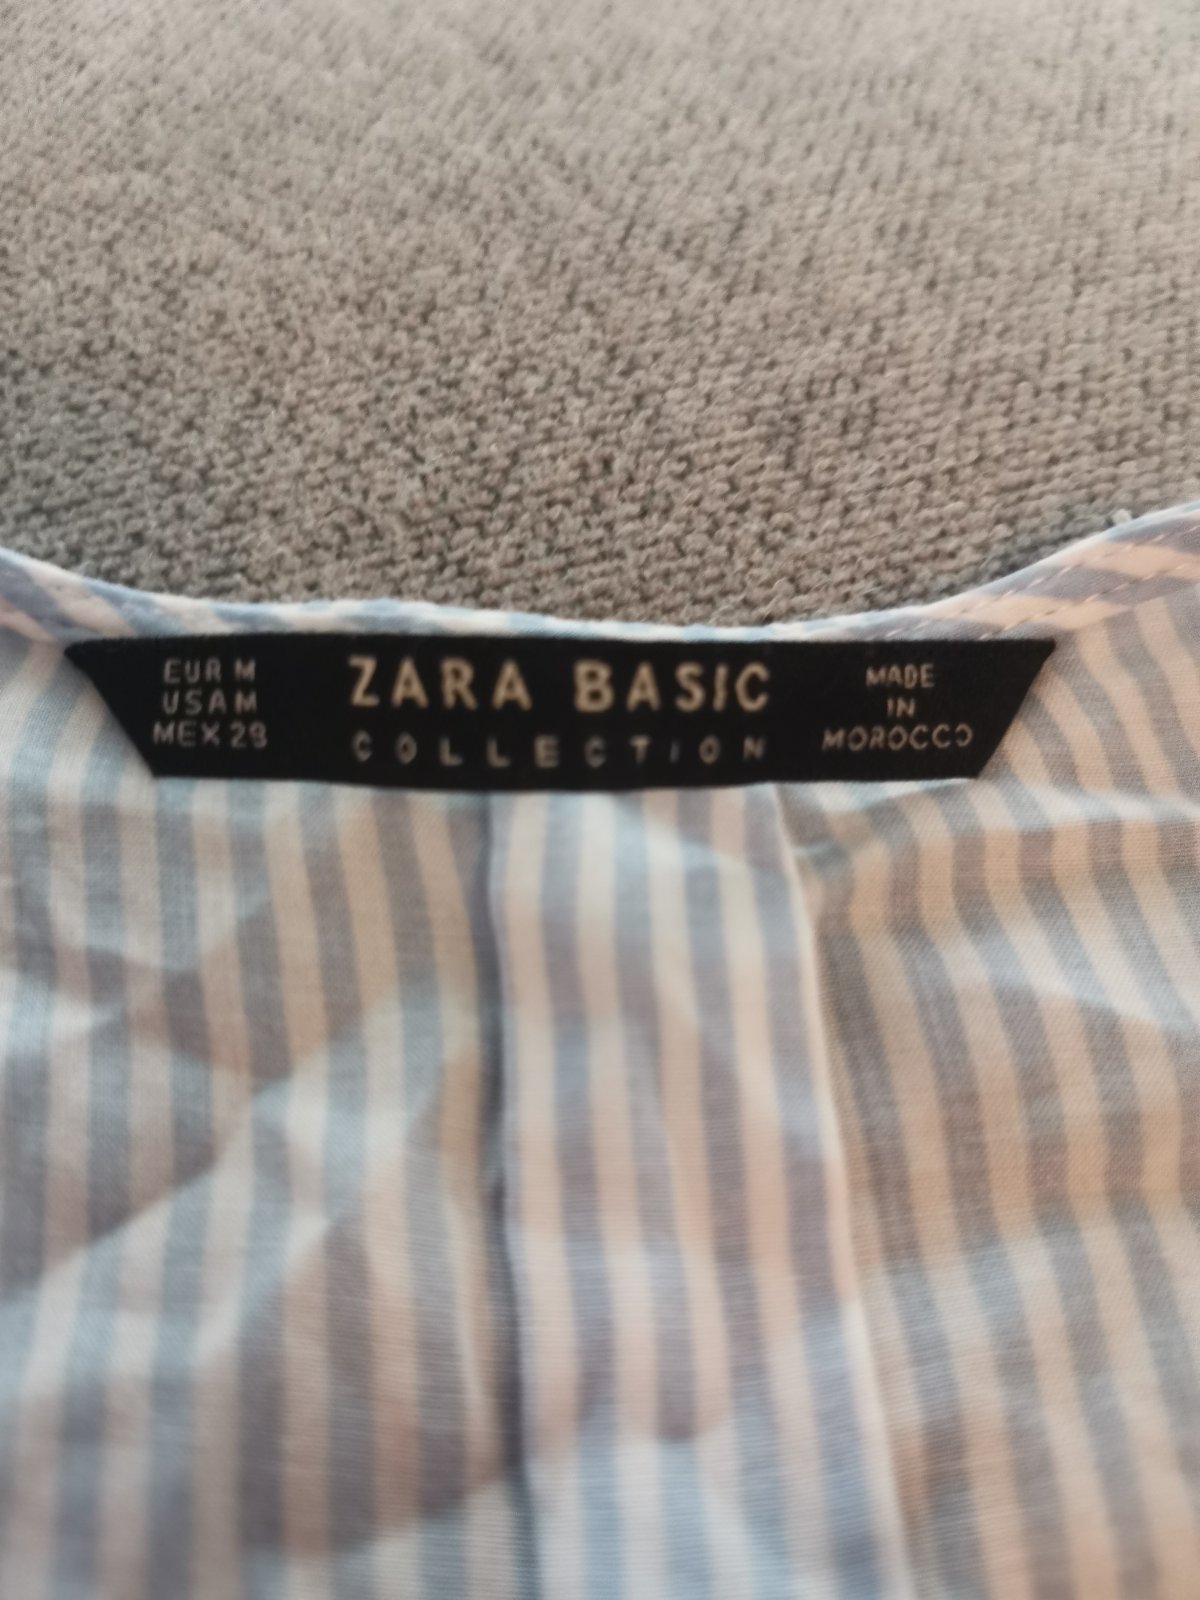 EUR M
USA M
MEX 28
ZARA BASIC
COLLECTION
MADE
IN
MOROCCO